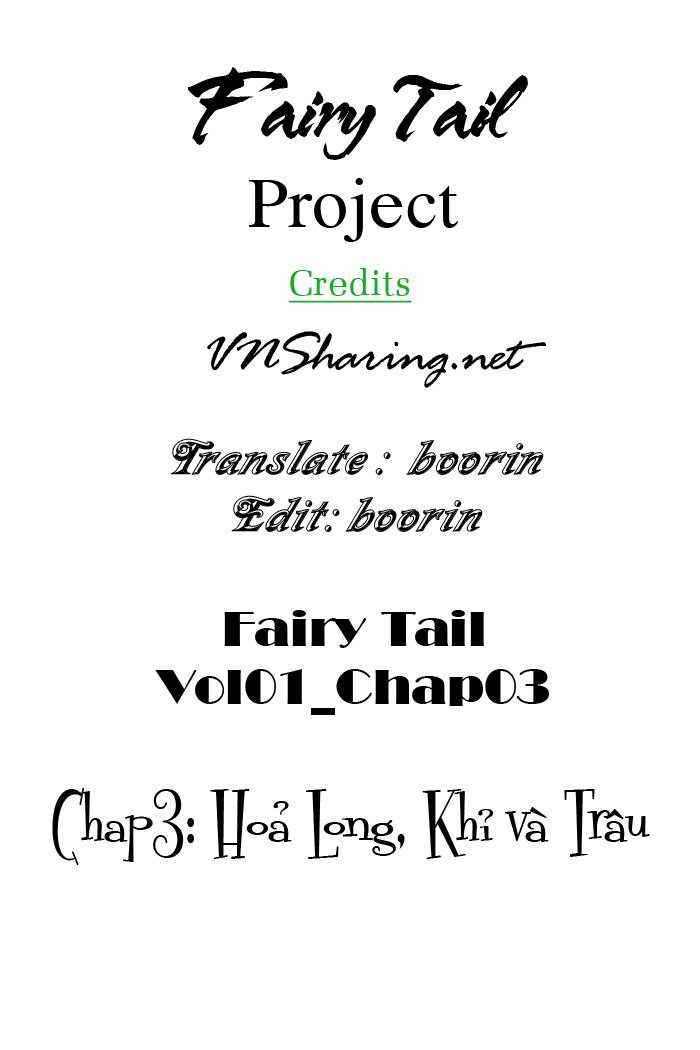 Fairy Tail
Project
Credits
VNSharing.net
Translate : boorin
Edit: boorin
Fairy Tail
Vol01_Chap03
Chap3: Hoả Long, Khỉ và Trâu